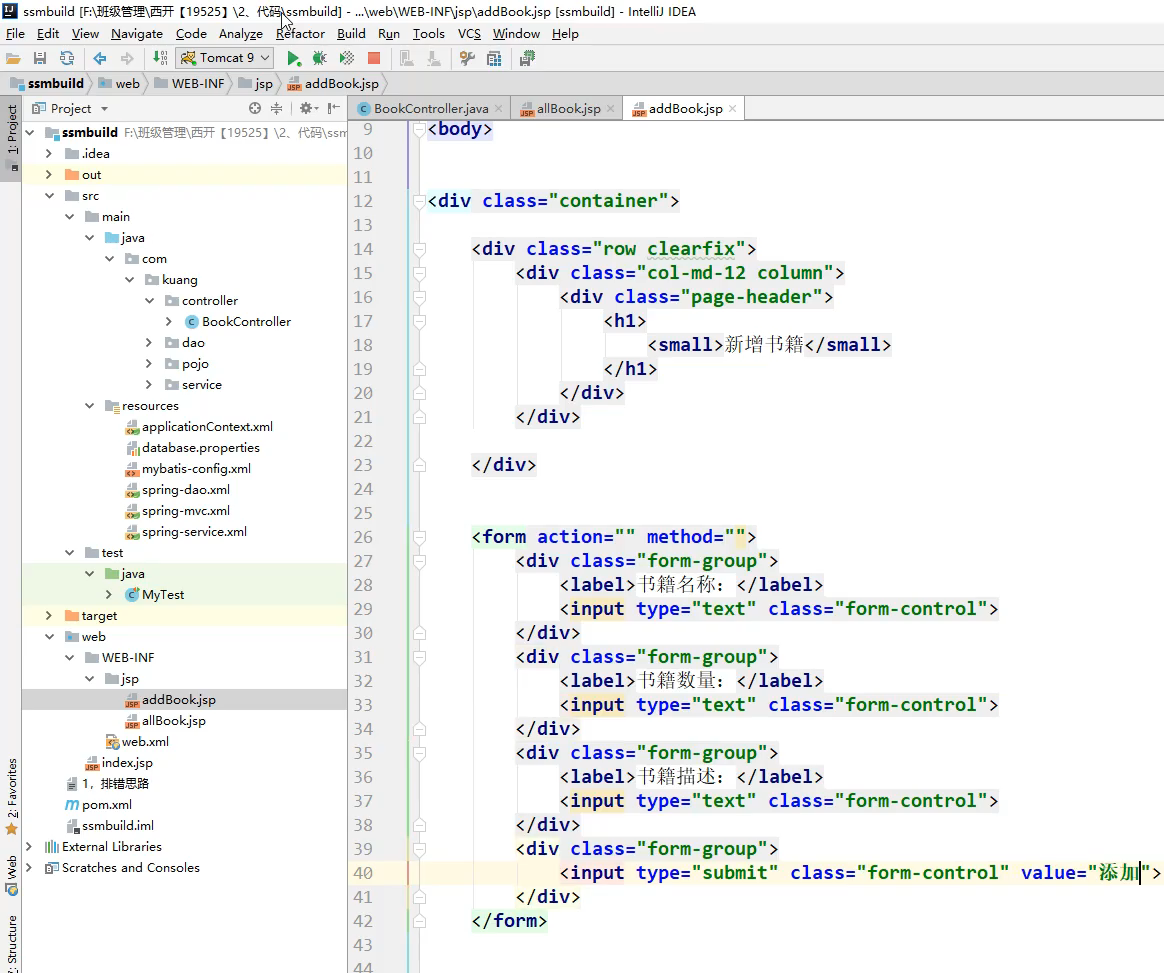 ssmbuild [F:\班级管理\西开【19525】\2、代码\ssmbuild] - ...\web\WEB-INF\jsp\addBook.jsp [ssmbuild] - IntelliJ IDEA
File Edit View Navigate Code Analyze Refactor Build Run Tools VCS Window Help
Tomcat 9
ssmbuild web WEB-INF jsp addBook.jsp
1: Project
2: Favorites
Web
7: Structure
Project
ssmbuild F:\班级管理\西开【19525】\2、代码\ssm
.idea
out
src
main
java
com
kuang
controller
BookController
dao
pojo
service
resources
applicationContext.xml
database.properties
mybatis-config.xml
spring-dao.xml
spring-mvc.xml
spring-service.xml
test
java
MyTest
target
web
WEB-INF
jsp
addBook.jsp
allBook.jsp
web.xml
index.jsp
1，排错思路
pom.xml
ssmbuild.iml
External Libraries
Scratches and Consoles
BookController.java allBook.jsp addBook.jsp
9 <body>
10
11
12 <div class="container">
13
14 <div class="row clearfix">
15 <div class="col-md-12 column">
16 <div class="page-header">
17 <h1>
18 <small>新增书籍</small>
19 </h1>
20 </div>
21 </div>
22
23 </div>
24
25
26 <form action="" method="">
27 <div class="form-group">
28 <label>书籍名称：</label>
29 <input type="text" class="form-control">
30 </div>
31 <div class="form-group">
32 <label>书籍数量：</label>
33 <input type="text" class="form-control">
34 </div>
35 <div class="form-group">
36 <label>书籍描述：</label>
37 <input type="text" class="form-control">
38 </div>
39 <div class="form-group">
40 <input type="submit" class="form-control" value="添加">
41 </div>
42 </form>
43
44